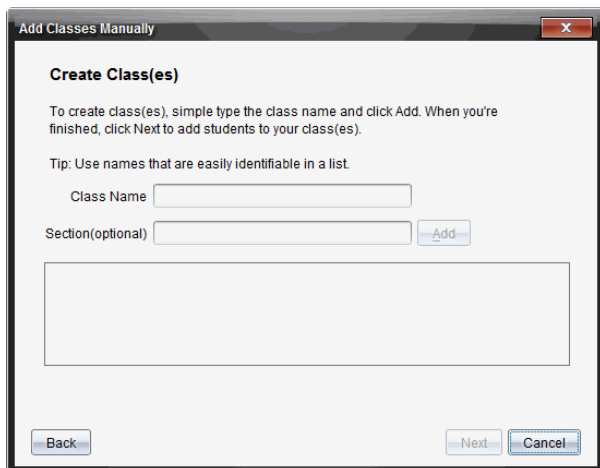 Add Classes Manually
X
Create Class(es)
To create class(es), simple type the class name and click Add. When you're
finished, click Next to add students to your class(es).
Tip: Use names that are easily identifiable in a list.
Class Name
Section(optional)
Add
Back
Next
Cancel